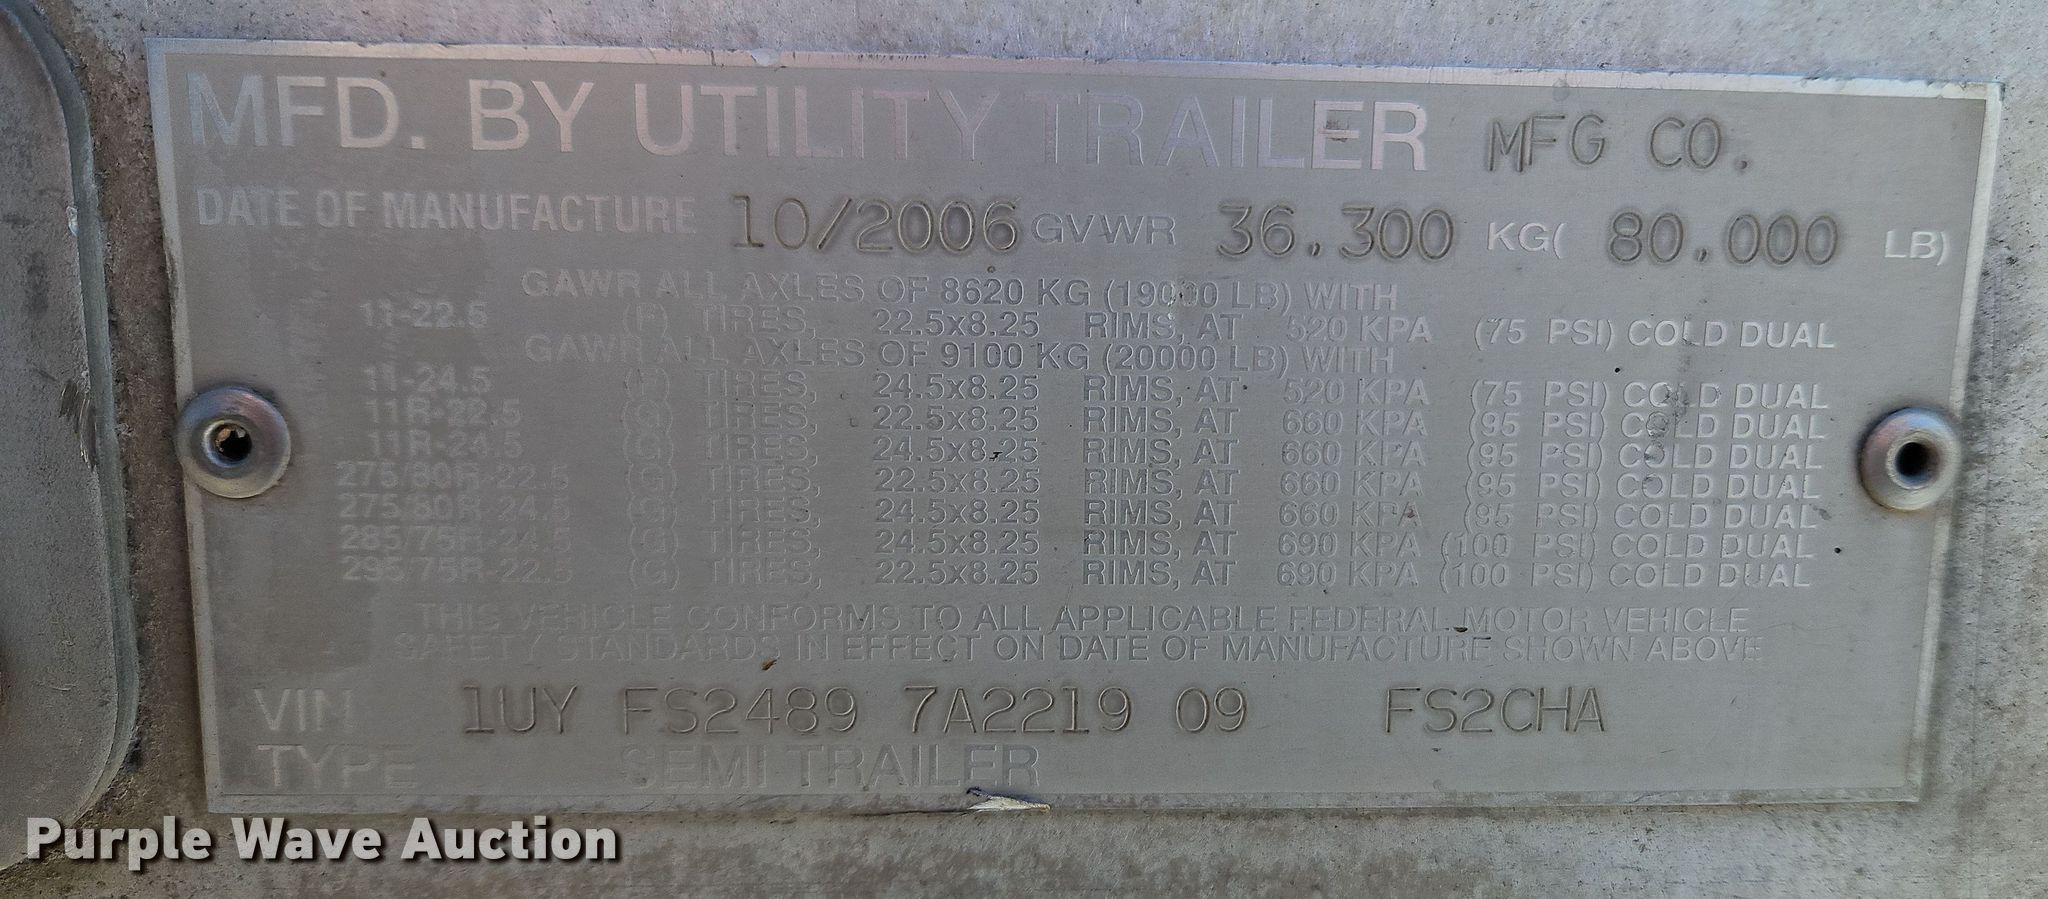 MFD. BY UTILITY TRAILER MFG CO.
DATE OF MANUFACTURE 10/2006 GVWR 36,300 KG( 80,000 LB)
GAWR ALL AXLES OF 8620 KG (19000 LB) WITH
11-22.5 (F) TIRES, 22.5x8.25 RIMS, AT 520 KPA (75 PSI) COLD DUAL
GAWR ALL AXLES OF 9100 KG (20000 LB) WITH
11-24.5 (F) TIRES, 24.5x8.25 RIMS, AT 520 KPA (75 PSI) COLD DUAL
11R-22.5 (G) TIRES, 22.5x8.25 RIMS, AT 660 KPA (95 PSI) COLD DUAL
11R-24.5 (G) TIRES, 24.5x8.25 RIMS, AT 660 KPA (95 PSI) COLD DUAL
275/80R-22.5 (G) TIRES, 22.5x8.25 RIMS, AT 660 KPA (95 PSI) COLD DUAL
275/80R-24.5 (G) TIRES, 24.5x8.25 RIMS, AT 660 KPA (95 PSI) COLD DUAL
285/75R-24.5 (G) TIRES, 24.5x8.25 RIMS, AT 690 KPA (100 PSI) COLD DUAL
295/75R-22.5 (G) TIRES, 22.5x8.25 RIMS, AT 690 KPA (100 PSI) COLD DUAL
THIS VEHICLE CONFORMS TO ALL APPLICABLE FEDERAL MOTOR VEHICLE
SAFETY STANDARDS IN EFFECT ON DATE OF MANUFACTURE SHOWN ABOVE
VIN 1UY FS2489 7A2219 09 FS2CHA
TYPE SEMI TRAILER
Purple Wave Auction